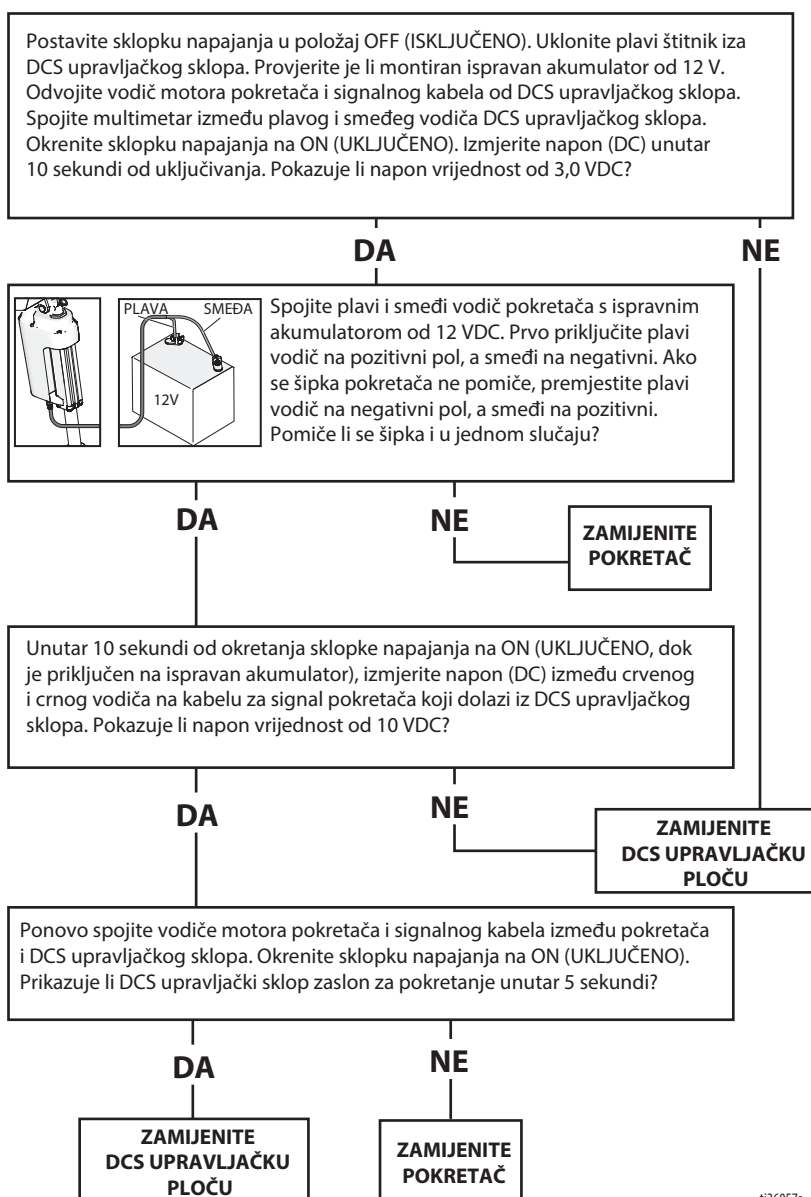 Postavite sklopku napajanja u položaj OFF (ISKLJUČENO). Uklonite plavi štitnik iza
DCS upravljačkog sklopa. Provjerite je li montiran ispravan akumulator od 12 V.
Odvojite vodič motora pokretača i signalnog kabela od DCS upravljačkog sklopa.
Spojite multimetar između plavog i smeđeg vodiča DCS upravljačkog sklopa.
Okrenite sklopku napajanja na ON (UKLJUČENO). Izmjerite napon (DC) unutar
10 sekundi od uključivanja. Pokazuje li napon vrijednost od 3,0 VDC?
DA
NE
PLAVA
SMEĐA
12V
Spojite plavi i smeđi vodič pokretača s ispravnim
akumulatorom od 12 VDC. Prvo priključite plavi
vodič na pozitivni pol, a smeđi na negativni. Ako
se šipka pokretača ne pomiče, premjestite plavi
vodič na negativni pol, a smeđi na pozitivni.
Pomiče li se šipka i u jednom slučaju?
DA
NE
ZAMIJENITE
POKRETAČ
Unutar 10 sekundi od okretanja sklopke napajanja na ON (UKLJUČENO, dok
je priključen na ispravan akumulator), izmjerite napon (DC) između crvenog
i crnog vodiča na kabelu za signal pokretača koji dolazi iz DCS upravljačkog
sklopa. Pokazuje li napon vrijednost od 10 VDC?
DA
NE
ZAMIJENITE
DCS UPRAVLJAČKU
PLOČU
Ponovo spojite vodiče motora pokretača i signalnog kabela između pokretača
i DCS upravljačkog sklopa. Okrenite sklopku napajanja na ON (UKLJUČENO).
Prikazuje li DCS upravljački sklop zaslon za pokretanje unutar 5 sekundi?
DA
NE
ZAMIJENITE
DCS UPRAVLJAČKU
PLOČU
ZAMIJENITE
POKRETAČ